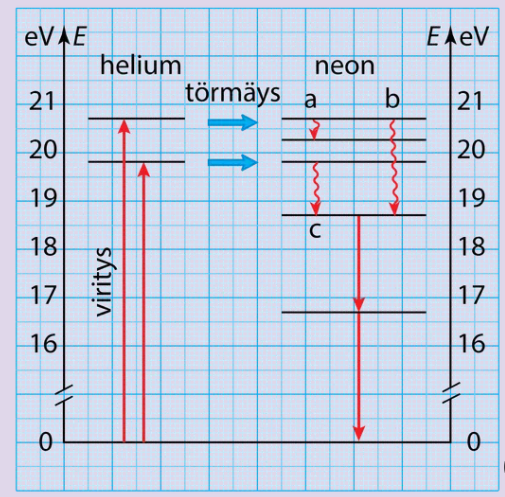 eV E
E eV
helium
neon
törmäys
a
b
21
21
20
20
19
19
c
18
18
viritys
17
17
16
16
0
0